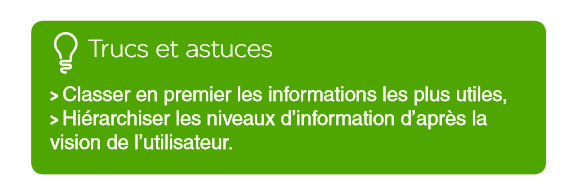 Trucs et astuces
> Classer en premier les informations les plus utiles,
> Hiérarchiser les niveaux d’information d’après la
vision de l’utilisateur.